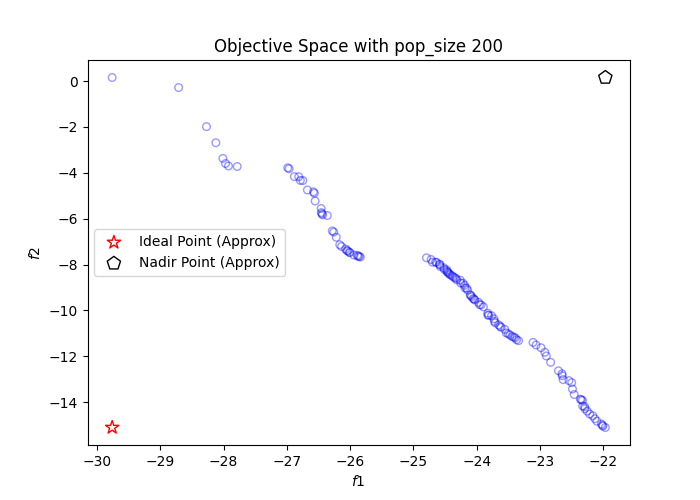 Objective Space with pop_size 200
f2
0
−2
−4
−6
−8
−10
−12
−14
Ideal Point (Approx)
Nadir Point (Approx)
−30 −29 −28 −27 −26 −25 −24 −23 −22
f1